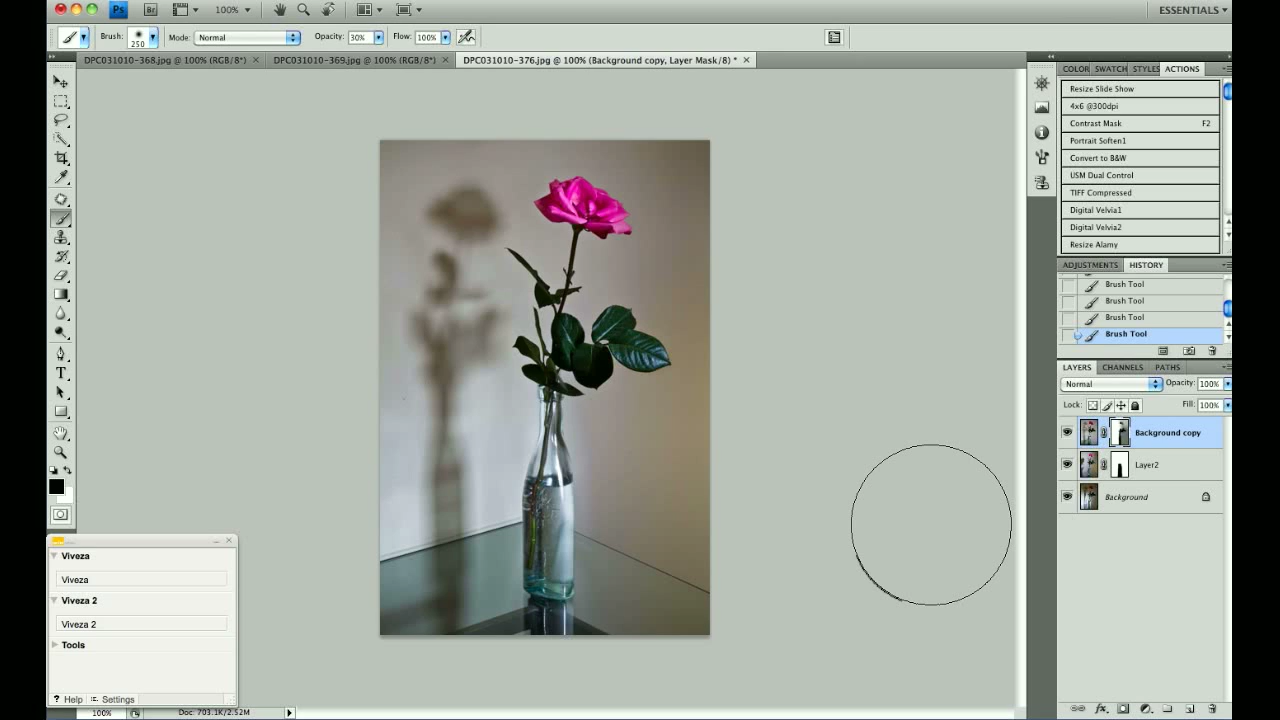 Ps Br 100% ESSENTIALS
Brush: 250 Mode: Normal Opacity: 30% Flow: 100%
DPC031010-368.jpg @ 100% (RGB/8*) DPC031010-369.jpg @ 100% (RGB/8*) DPC031010-376.jpg @ 100% (Background copy, Layer Mask/8) *
COLOR SWATCH STYLES ACTIONS
Resize Slide Show
4x6 @300dpi
Contrast Mask F2
Portrait Soften1
Convert to B&W
USM Dual Control
TIFF Compressed
Digital Velvia1
Digital Velvia2
Resize Alamy
ADJUSTMENTS HISTORY
Brush Tool
Brush Tool
Brush Tool
Brush Tool
LAYERS CHANNELS PATHS
Normal Opacity: 100%
Lock: Fill: 100%
Background copy
Layer2
Background
Viveza
Viveza
Viveza 2
Viveza 2
Tools
? Help Settings
100% Doc: 703.1K/2.52M